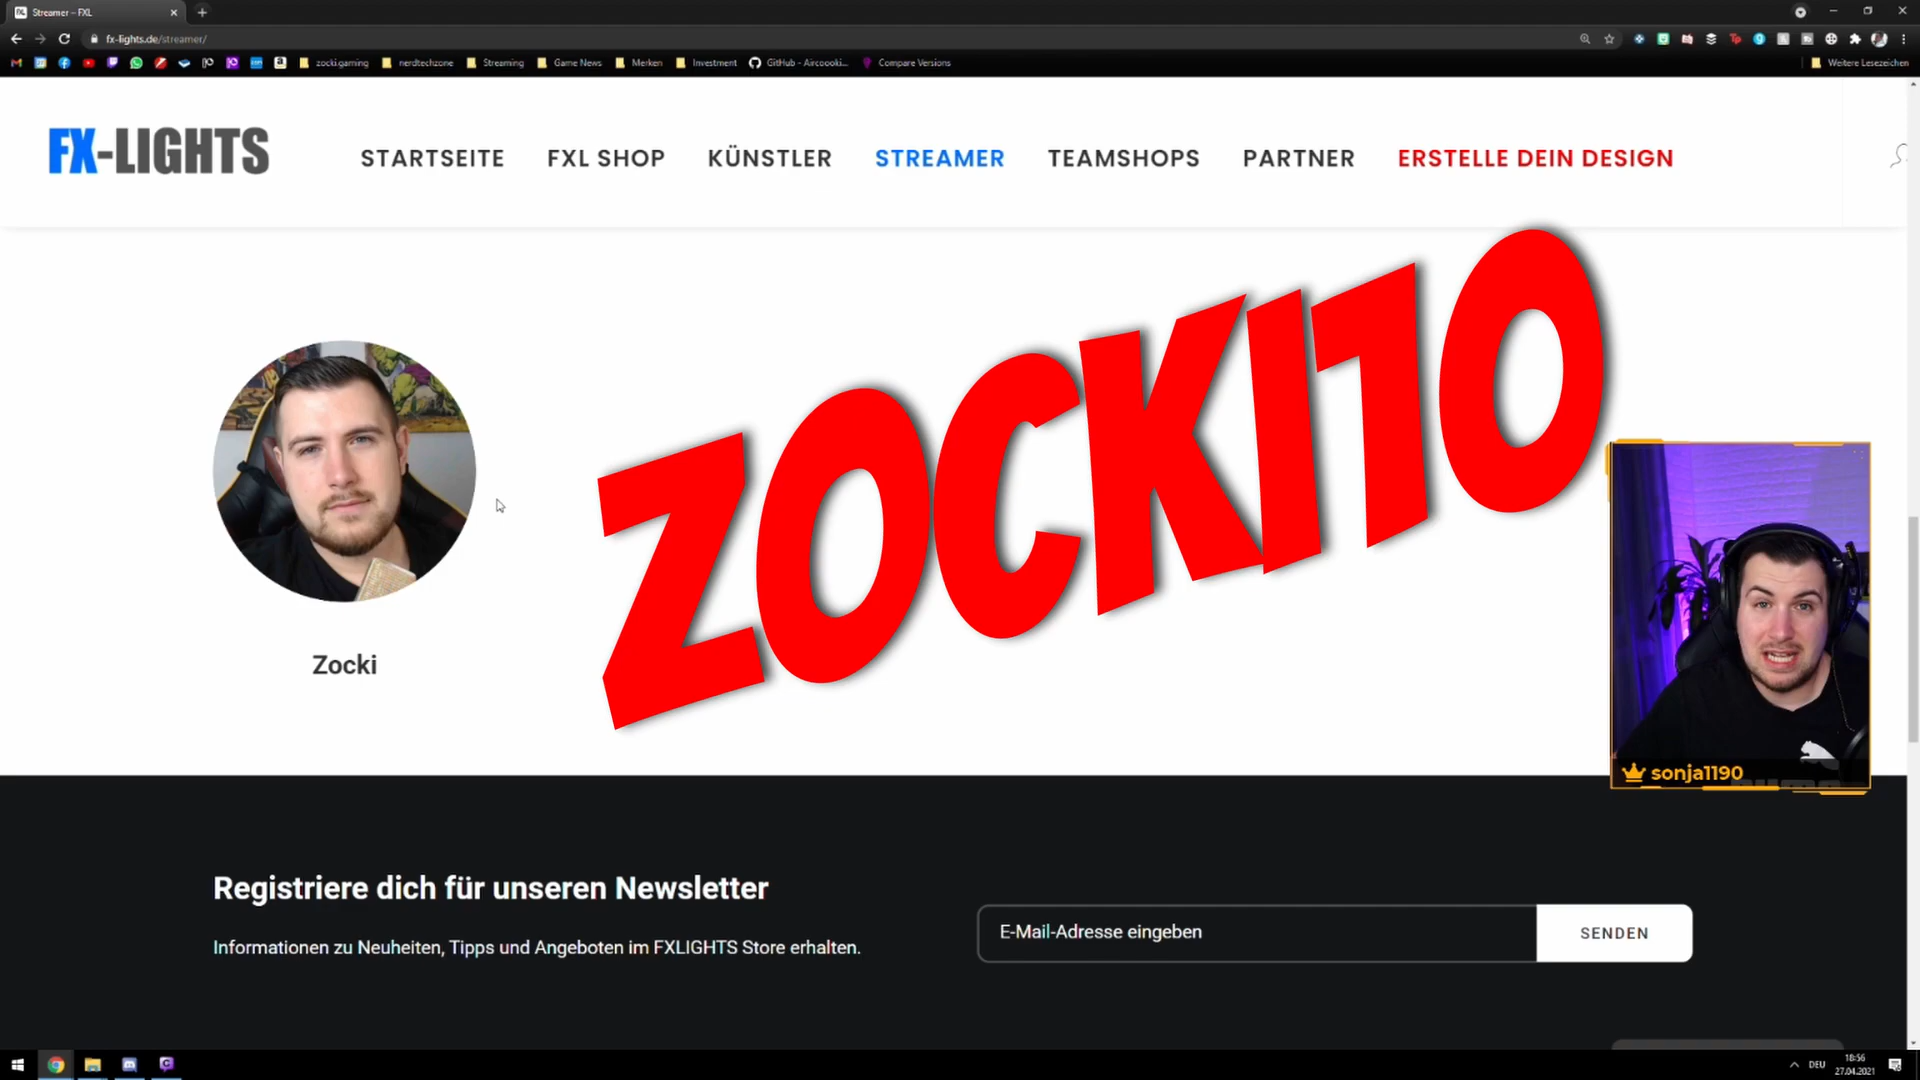 Streamer – FXL
fx-lights.de/streamer/
zocki.gaming
nerdtechzone
Streaming
Game News
Merken
Investment
GitHub - Aircoooki...
Compare Versions
Weitere Lesezeichen
FX-LIGHTS
STARTSEITE
FXL SHOP
KÜNSTLER
STREAMER
TEAMSHOPS
PARTNER
ERSTELLE DEIN DESIGN
ZOCKI10
Zocki
sonja1190
Registriere dich für unseren Newsletter
Informationen zu Neuheiten, Tipps und Angeboten im FXLIGHTS Store erhalten.
E-Mail-Adresse eingeben
SENDEN
DEU
18:56
27.04.2021